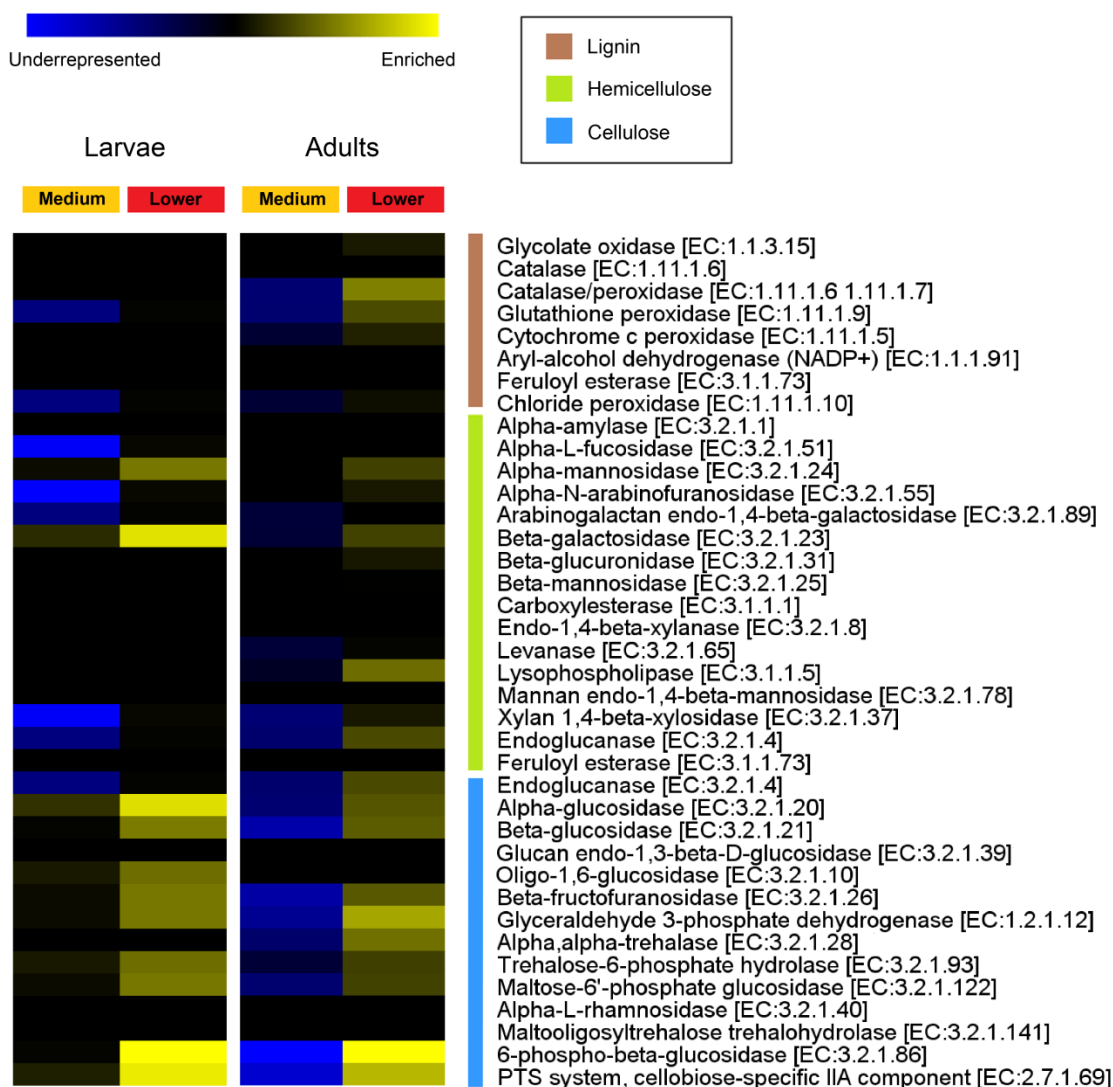 Underrepresented Enriched
Lignin
Hemicellulose
Cellulose
Larvae Adults
Medium Lower Medium Lower
Glycolate oxidase [EC:1.1.3.15]
Catalase [EC:1.11.1.6]
Catalase/peroxidase [EC:1.11.1.6 1.11.1.7]
Glutathione peroxidase [EC:1.11.1.9]
Cytochrome c peroxidase [EC:1.11.1.5]
Aryl-alcohol dehydrogenase (NADP+) [EC:1.1.1.91]
Feruloyl esterase [EC:3.1.1.73]
Chloride peroxidase [EC:1.11.1.10]
Alpha-amylase [EC:3.2.1.1]
Alpha-L-fucosidase [EC:3.2.1.51]
Alpha-mannosidase [EC:3.2.1.24]
Alpha-N-arabinofuranosidase [EC:3.2.1.55]
Arabinogalactan endo-1,4-beta-galactosidase [EC:3.2.1.89]
Beta-galactosidase [EC:3.2.1.23]
Beta-glucuronidase [EC:3.2.1.31]
Beta-mannosidase [EC:3.2.1.25]
Carboxylesterase [EC:3.1.1.1]
Endo-1,4-beta-xylanase [EC:3.2.1.8]
Levanase [EC:3.2.1.65]
Lysophospholipase [EC:3.1.1.5]
Mannan endo-1,4-beta-mannosidase [EC:3.2.1.78]
Xylan 1,4-beta-xylosidase [EC:3.2.1.37]
Endoglucanase [EC:3.2.1.4]
Feruloyl esterase [EC:3.1.1.73]
Endoglucanase [EC:3.2.1.4]
Alpha-glucosidase [EC:3.2.1.20]
Beta-glucosidase [EC:3.2.1.21]
Glucan endo-1,3-beta-D-glucosidase [EC:3.2.1.39]
Oligo-1,6-glucosidase [EC:3.2.1.10]
Beta-fructofuranosidase [EC:3.2.1.26]
Glyceraldehyde 3-phosphate dehydrogenase [EC:1.2.1.12]
Alpha,alpha-trehalase [EC:3.2.1.28]
Trehalose-6-phosphate hydrolase [EC:3.2.1.93]
Maltose-6'-phosphate glucosidase [EC:3.2.1.122]
Alpha-L-rhamnosidase [EC:3.2.1.40]
Maltooligosyltrehalose trehalohydrolase [EC:3.2.1.141]
6-phospho-beta-glucosidase [EC:3.2.1.86]
PTS system, cellobiose-specific IIA component [EC:2.7.1.69]